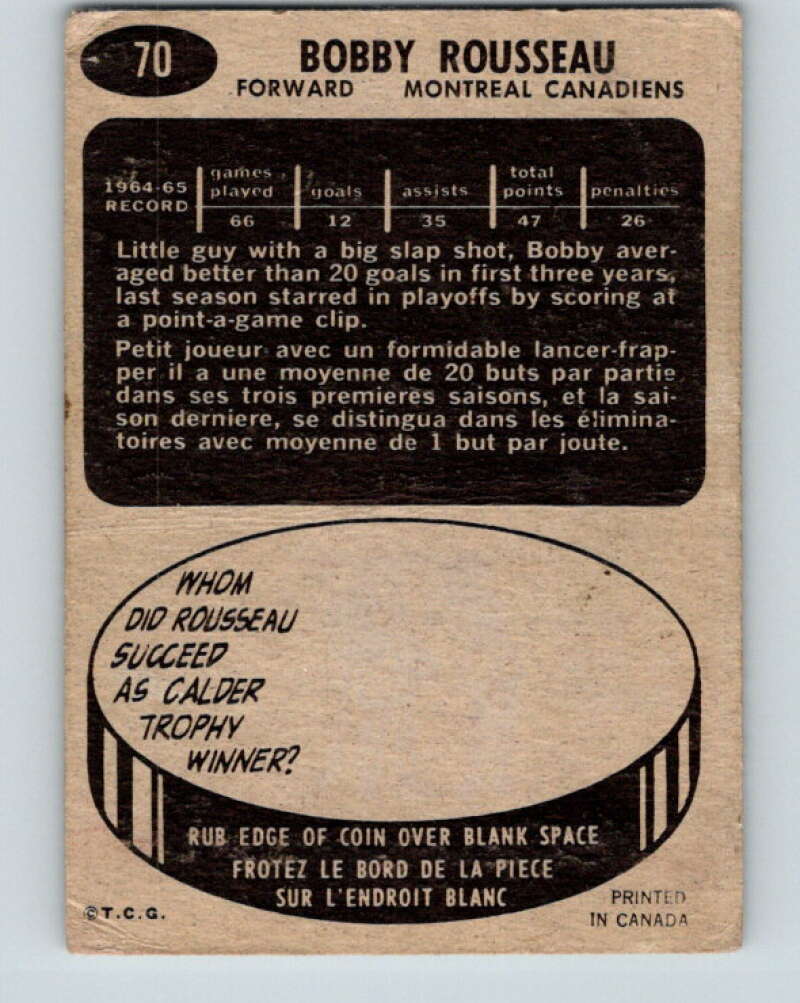 70 BOBBY ROUSSEAU
FORWARD MONTREAL CANADIENS
1964-65 RECORD games played goals assists total points penalties
66 12 35 47 26
Little guy with a big slap shot, Bobby aver-
aged better than 20 goals in first three years,
last season starred in playoffs by scoring at
a point-a-game clip.
Petit joueur avec un formidable lancer-frap-
per il a une moyenne de 20 buts par partie
dans ses trois premieres saisons, et la sai-
son derniere, se distingua dans les élimina-
toires avec moyenne de 1 but par joute.
WHOM
DID ROUSSEAU
SUCCEED
AS CALDER
TROPHY
WINNER?
RUB EDGE OF COIN OVER BLANK SPACE
FROTEZ LE BORD DE LA PIECE
SUR L'ENDROIT BLANC
©T.C.G.
PRINTED
IN CANADA